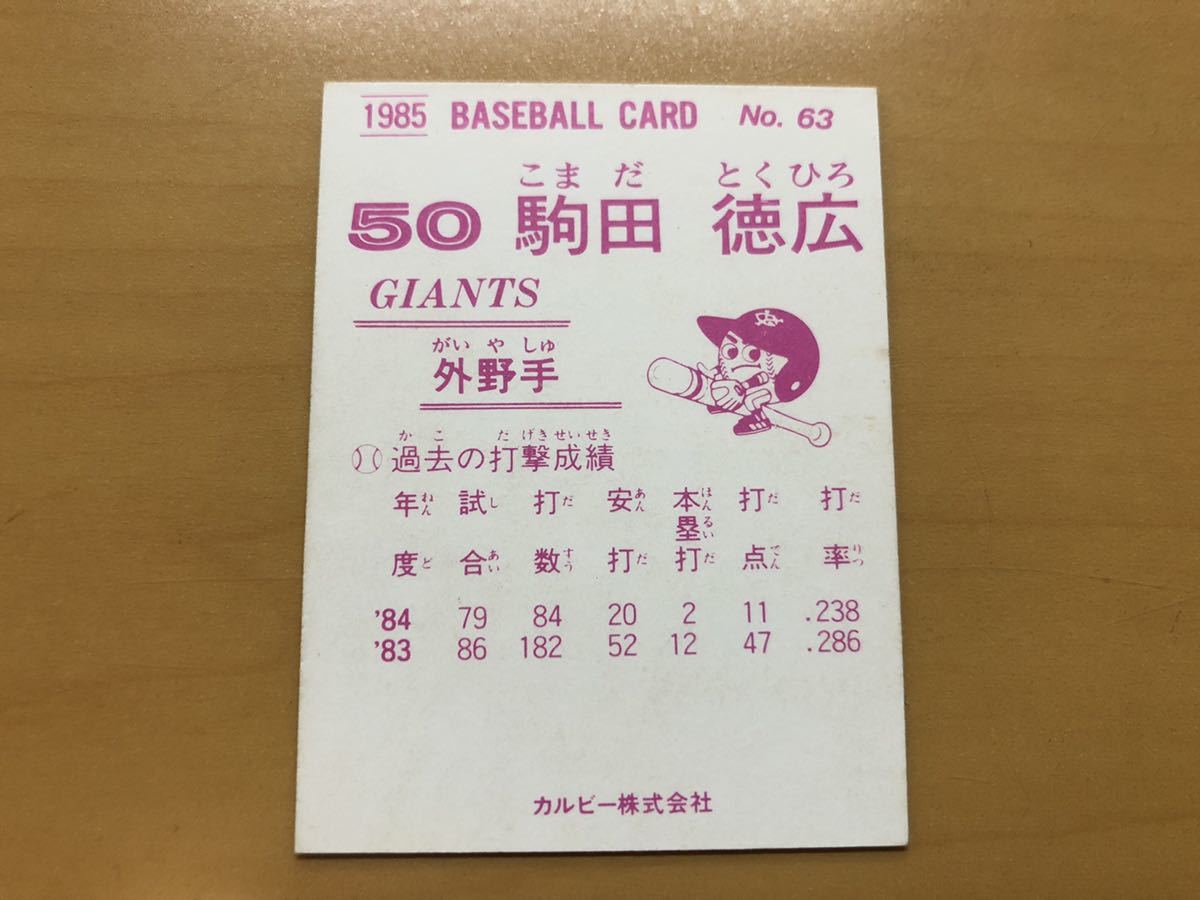 1985 BASEBALL CARD No. 63
こまだ とくひろ
50 駒田 徳広
GIANTS
がいやしゅ
外野手
かこ だげきせいせき
過去の打撃成績
年ねん 試し 打だ 安あん 本ほん 打だ 打だ
塁るい
度ど 合あい 数すう 打だ 打だ 点てん 率りつ
'84 79 84 20 2 11 .238
'83 86 182 52 12 47 .286
カルビー株式会社